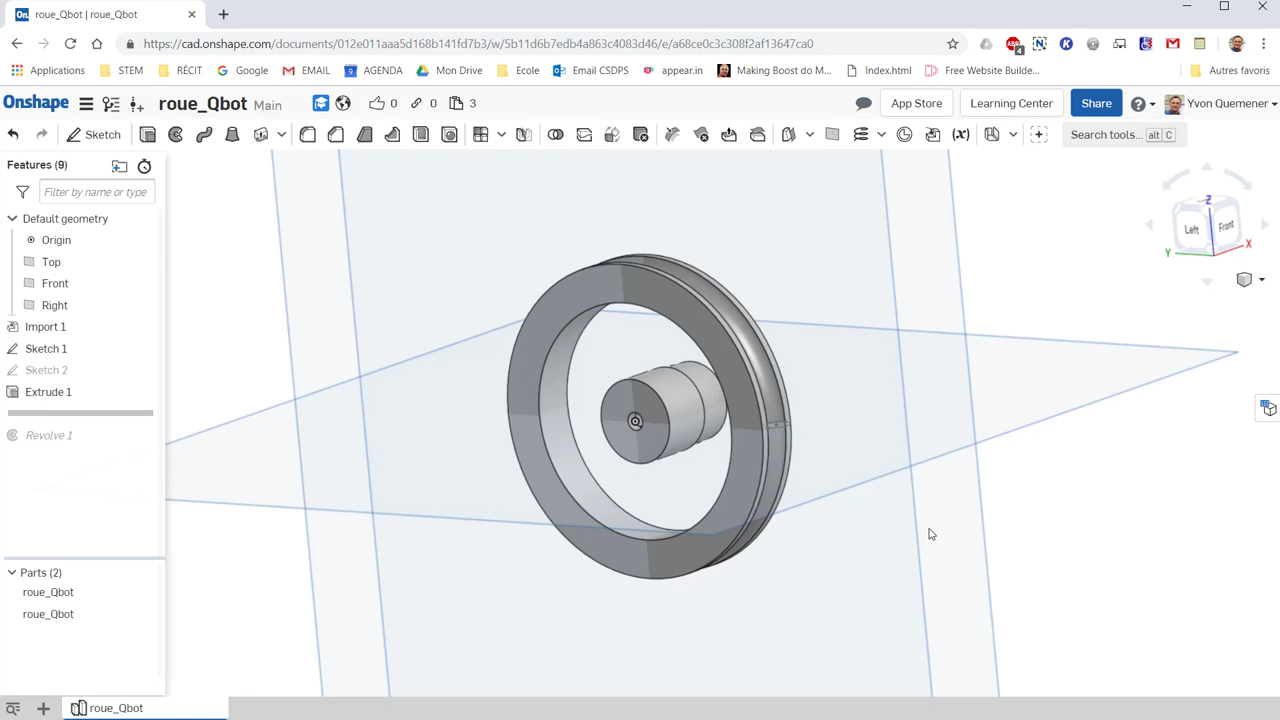 roue_Qbot | roue_Qbot
https://cad.onshape.com/documents/012e011aaa5d168b141fd173/w/5b11d1b7edb4a863c4083d46/e/a68ce0c3c308f2af13647ca0
Applications STEM RÉCIT Google EMAIL AGENDA Mon Drive Ecole Email CSDPS appear.in Making Boost do M... Index.html Free Website Builde... Autres favoris
Onshape roue_Qbot Main 0 0 3 App Store Learning Center Share Yvon Quemener
Sketch Search tools... alt C
Features (9)
Filter by name or type
Default geometry
Origin
Top
Front
Right
Import 1
Sketch 1
Sketch 2
Extrude 1
Revolve 1
Parts (2)
roue_Qbot
roue_Qbot
Z
Left Front
Y X
roue_Qbot